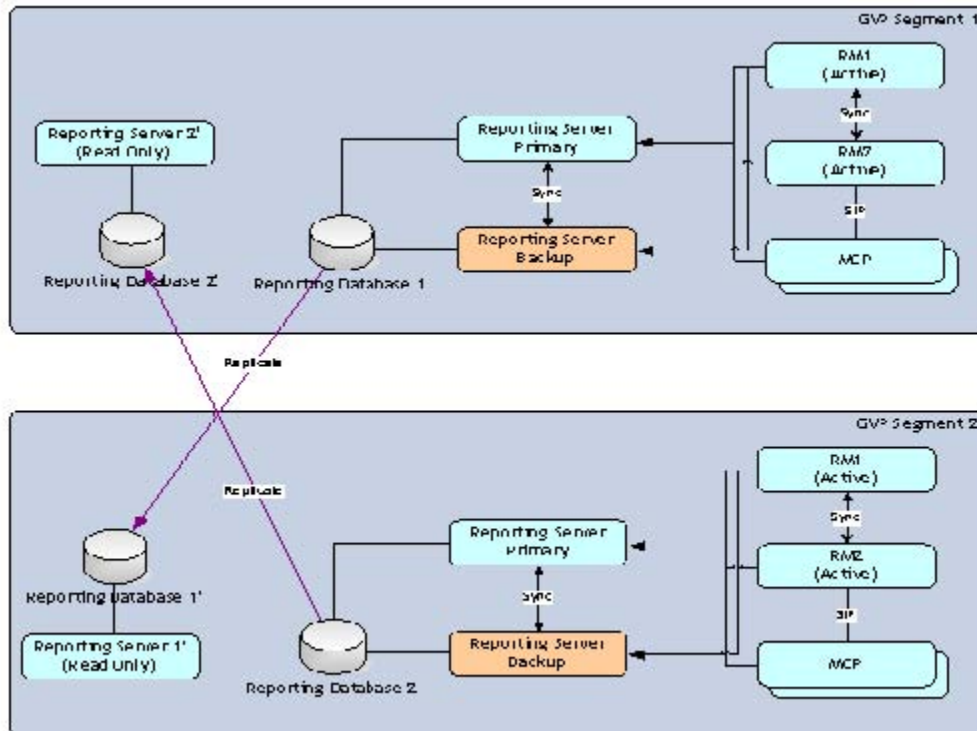 GVP Segment 1
RM1
(Active)
Sync
RM2
(Active)
SIP
MCP
Reporting Server
Primary
Sync
Reporting Server
Backup
Reporting Server 2'
(Read Only)
Reporting Database 2'
Reporting Database 1
Replicate
Replicate
GVP Segment 2
RM1
(Active)
Sync
RM2
(Active)
SIP
MCP
Reporting Server
Primary
Sync
Reporting Server
Backup
Reporting Database 1'
Reporting Server 1'
(Read Only)
Reporting Database 2